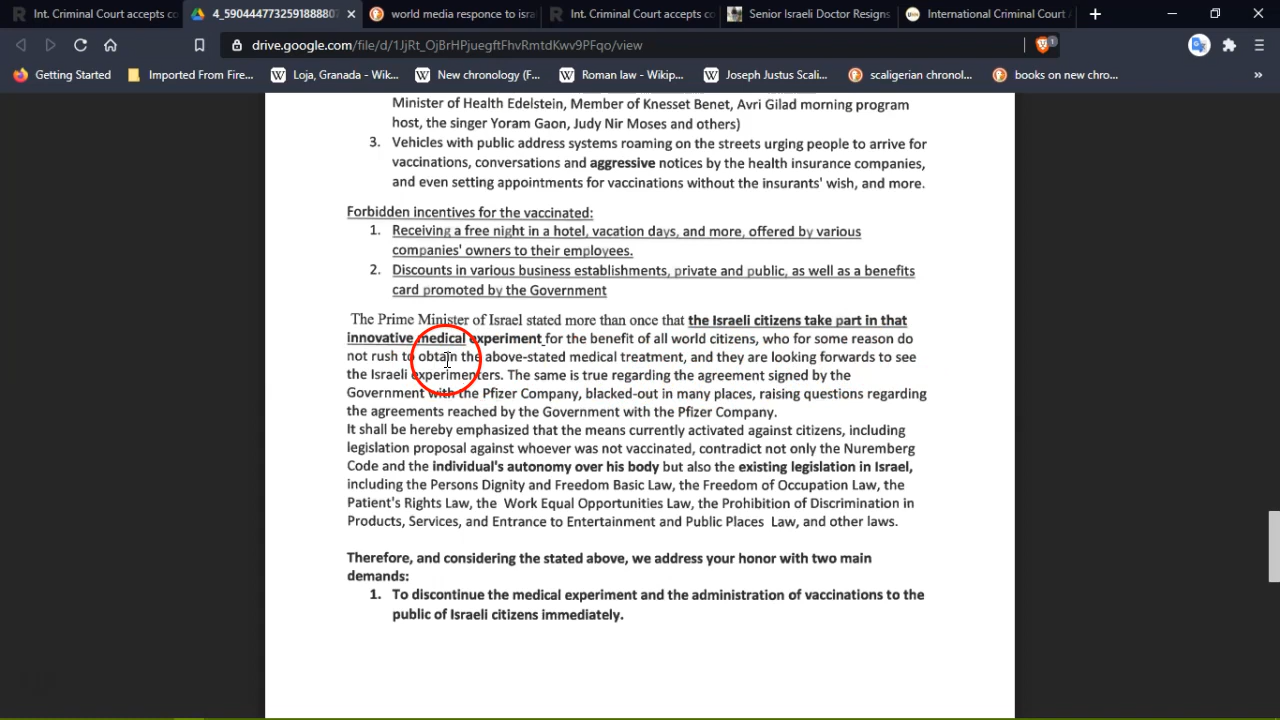 Int. Criminal Court accepts co
4_5904447732591888807
world media responce to isra
Int. Criminal Court accepts co
Senior Israeli Doctor Resigns
International Criminal Court
drive.google.com/file/d/1JjRt_OjBrHPjuegftFhvRmtdKwv9PFqo/view
1
Getting Started
Imported From Fire...
Loja, Granada - Wik...
New chronology (F...
Roman law - Wikip...
Joseph Justus Scali...
scaligerian chronol...
books on new chro...
Minister of Health Edelstein, Member of Knesset Benet, Avri Gilad morning program
host, the singer Yoram Gaon, Judy Nir Moses and others)
3. Vehicles with public address systems roaming on the streets urging people to arrive for
vaccinations, conversations and aggressive notices by the health insurance companies,
and even setting appointments for vaccinations without the insurants' wish, and more.
Forbidden incentives for the vaccinated:
1. Receiving a free night in a hotel, vacation days, and more, offered by various
companies' owners to their employees.
2. Discounts in various business establishments, private and public, as well as a benefits
card promoted by the Government
The Prime Minister of Israel stated more than once that the Israeli citizens take part in that
innovative medical experiment for the benefit of all world citizens, who for some reason do
not rush to obtain the above-stated medical treatment, and they are looking forwards to see
the Israeli experimenters. The same is true regarding the agreement signed by the
Government with the Pfizer Company, blacked-out in many places, raising questions regarding
the agreements reached by the Government with the Pfizer Company.
It shall be hereby emphasized that the means currently activated against citizens, including
legislation proposal against whoever was not vaccinated, contradict not only the Nuremberg
Code and the individual's autonomy over his body but also the existing legislation in Israel,
including the Persons Dignity and Freedom Basic Law, the Freedom of Occupation Law, the
Patient's Rights Law, the Work Equal Opportunities Law, the Prohibition of Discrimination in
Products, Services, and Entrance to Entertainment and Public Places Law, and other laws.
Therefore, and considering the stated above, we address your honor with two main
demands:
1. To discontinue the medical experiment and the administration of vaccinations to the
public of Israeli citizens immediately.